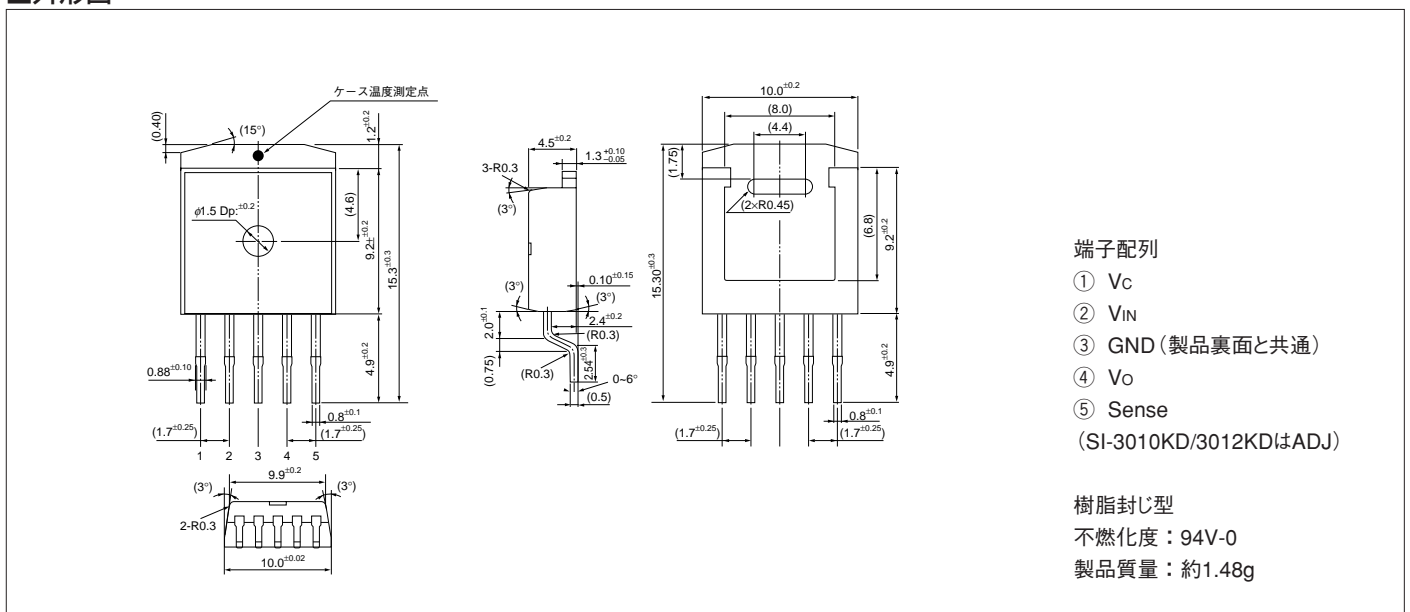 ケース温度測定点
(0.40)
(15°)
1.2±0.2
φ1.5 Dp:±0.2
(4.6)
9.2±±0.2
15.3±0.3
4.9±0.2
0.88±0.10
0.8±0.1
(1.7±0.25)
(1.7±0.25)
1 2 3 4 5
(3°)
9.9±0.2
(3°)
2-R0.3
10.0±0.02
4.5±0.2
1.3+0.10−0.05
3-R0.3
(3°)
0.10±0.15
(3°)
(3°)
2.0±0.1
2.4±0.2
(R0.3)
(0.75)
(R0.3)
2.54±0.3
0~6°
(0.5)
10.0±0.2
(8.0)
(4.4)
(1.75)
(2×R0.45)
(6.8)
9.2±0.2
15.30±0.3
4.9±0.2
0.8±0.1
(1.7±0.25)
(1.7±0.25)
端子配列
① VC
② VIN
③ GND(製品裏面と共通)
④ VO
⑤ Sense
(SI-3010KD/3012KDはADJ)
樹脂封じ型
不燃化度:94V-0
製品質量:約1.48g